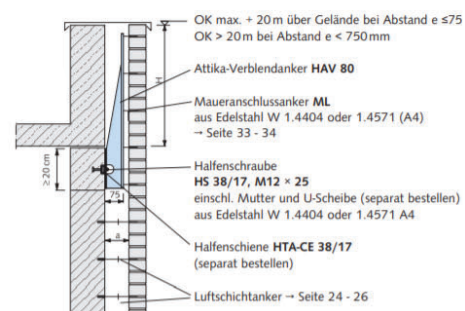 OK max. + 20 m über Gelände bei Abstand e ≤75
OK > 20 m bei Abstand e < 750 mm
Attika-Verblendanker HAV 80
Maueranschlussanker ML
aus Edelstahl W 1.4404 oder 1.4571 (A4)
→ Seite 33 - 34
Halfenschraube
HS 38/17, M12 × 25
einschl. Mutter und U-Scheibe (separat bestellen)
aus Edelstahl W 1.4404 oder 1.4571 A4
Halfenschiene HTA-CE 38/17
(separat bestellen)
Luftschichtanker → Seite 24 - 26
H
≥ 20 cm
75
a